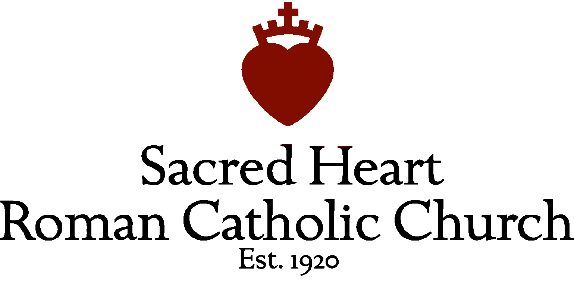 Sacred Heart
Roman Catholic Church
Est. 1920